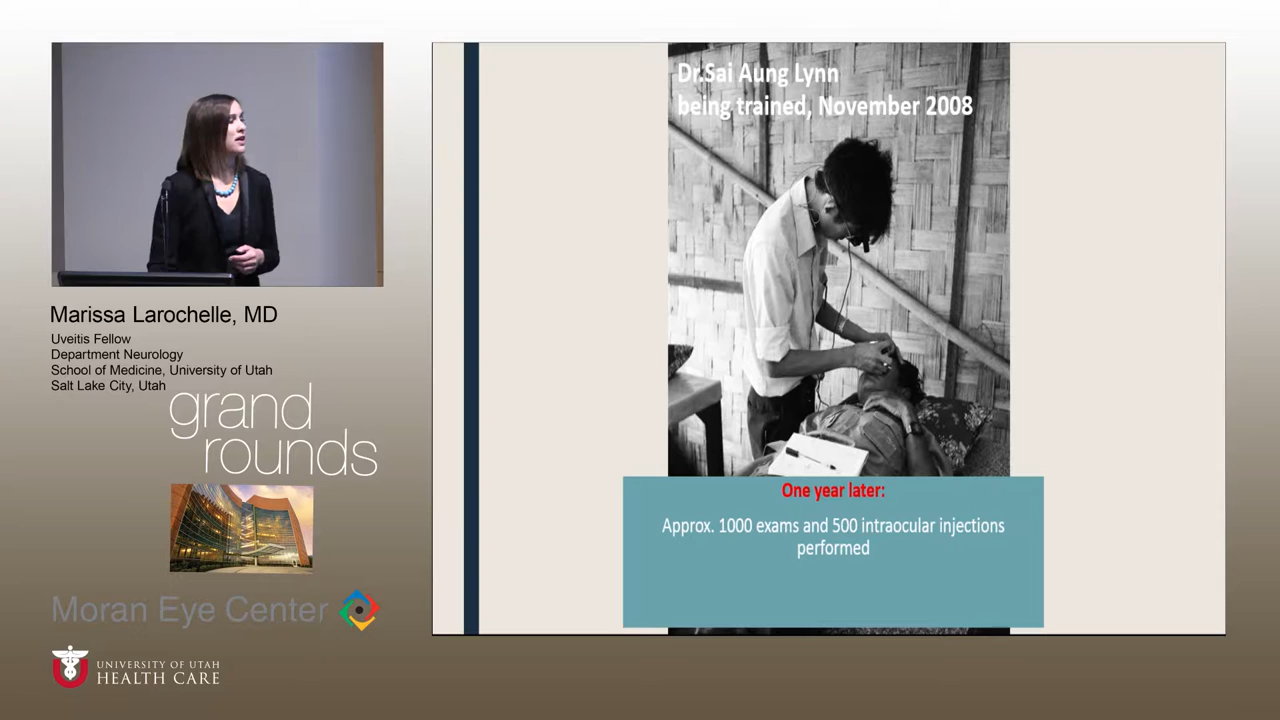 Marissa Larochelle, MD
Uveitis Fellow
Department Neurology
School of Medicine, University of Utah
Salt Lake City, Utah
grand
rounds
Moran Eye Center
UNIVERSITY OF UTAH
HEALTH CARE
Dr.Sai Aung Lynn
being trained, November 2008
One year later:
Approx. 1000 exams and 500 intraocular injections
performed